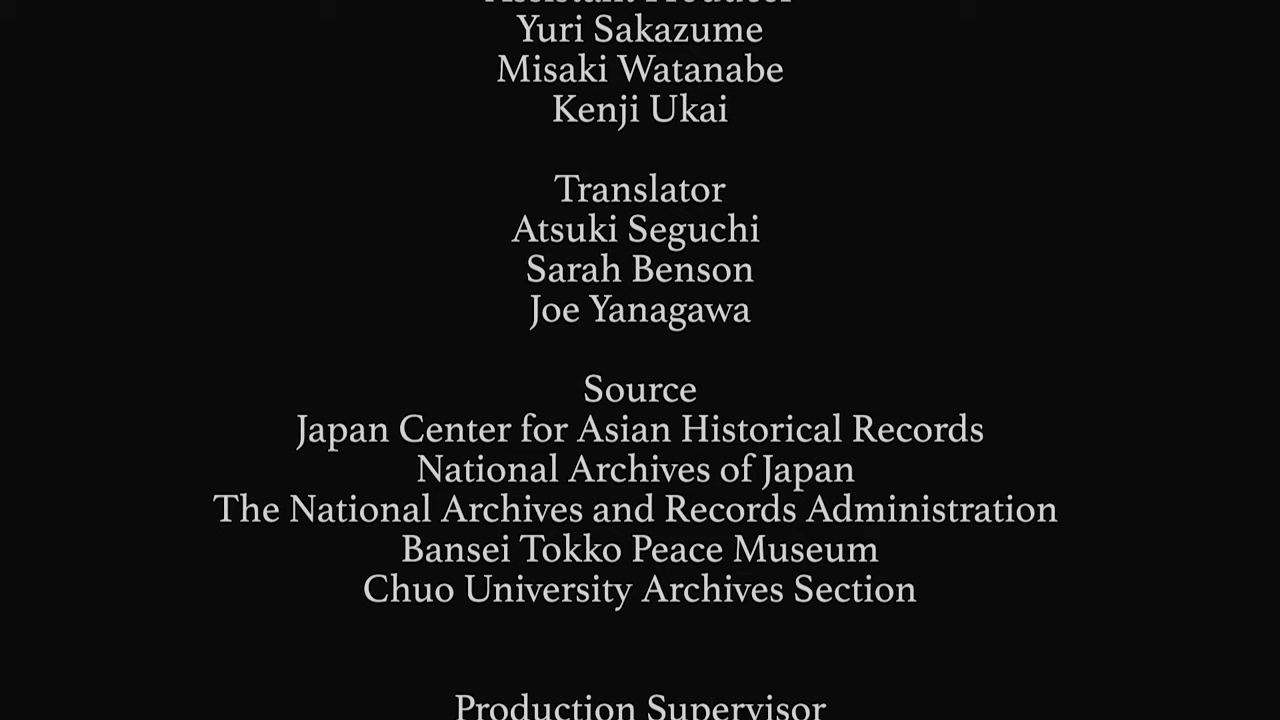 Assistant Producer
Yuri Sakazume
Misaki Watanabe
Kenji Ukai
Translator
Atsuki Seguchi
Sarah Benson
Joe Yanagawa
Source
Japan Center for Asian Historical Records
National Archives of Japan
The National Archives and Records Administration
Bansei Tokko Peace Museum
Chuo University Archives Section
Production Supervisor